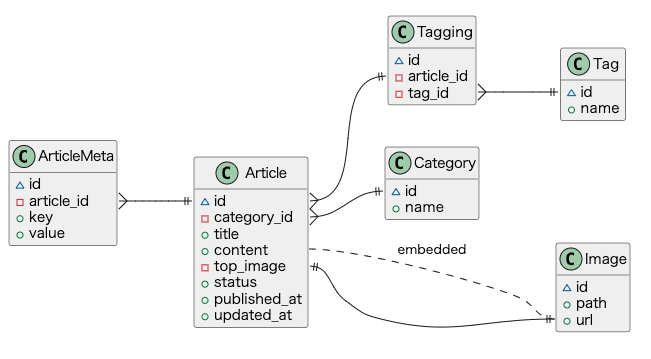 C Tagging
id
article_id
tag_id
C Tag
id
name
C ArticleMeta
id
article_id
key
value
C Article
id
category_id
title
content
top_image
status
published_at
updated_at
C Category
id
name
embedded
C Image
id
path
url